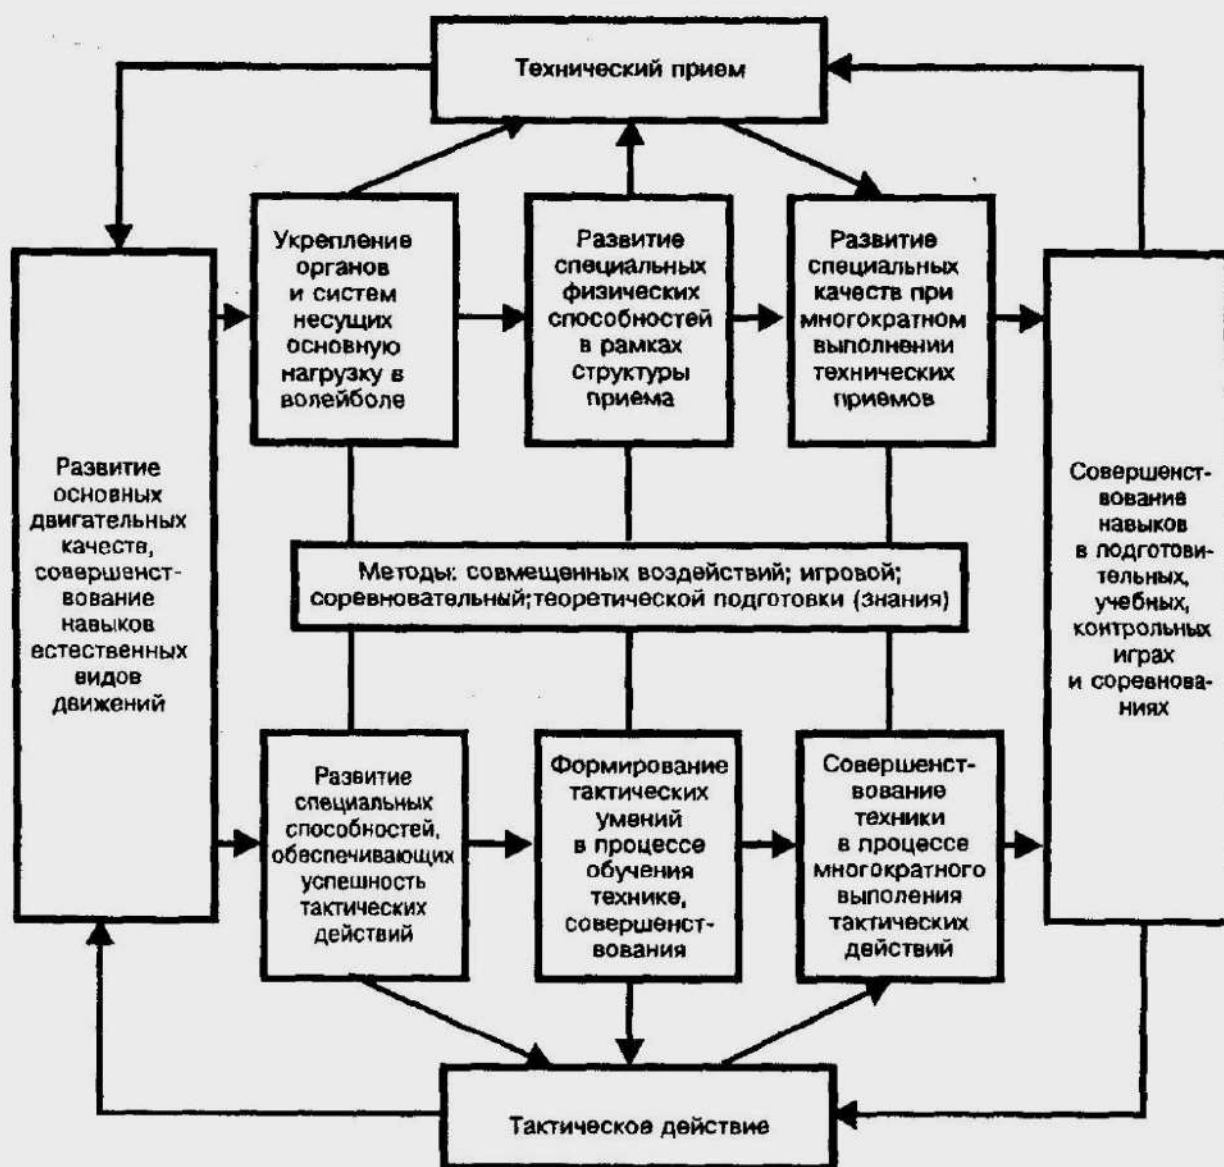 Технический прием
Укрепление
органов
и систем
несущих
основную
нагрузку в
волейболе
Развитие
специальных
физических
способностей
в рамках
структуры
приема
Развитие
специальных
качеств при
многократном
выполнении
технических
приемов
Развитие
основных
двигательных
качеств,
совершенст-
вование
навыков
естественных
видов
движений
Методы: совмещенных воздействий; игровой;
соревновательный;теоретической подготовки (знания)
Совершенст-
вование
навыков
в подготови-
тельных,
учебных,
контрольных
играх
и соревнова-
ниях
Развитие
специальных
способностей,
обеспечивающих
успешность
тактических
действий
Формирование
тактических
умений
в процессе
обучения
технике,
совершенст-
вования
Совершенст-
вование
техники
в процессе
многократного
выполения
тактических
действий
Тактическое действие